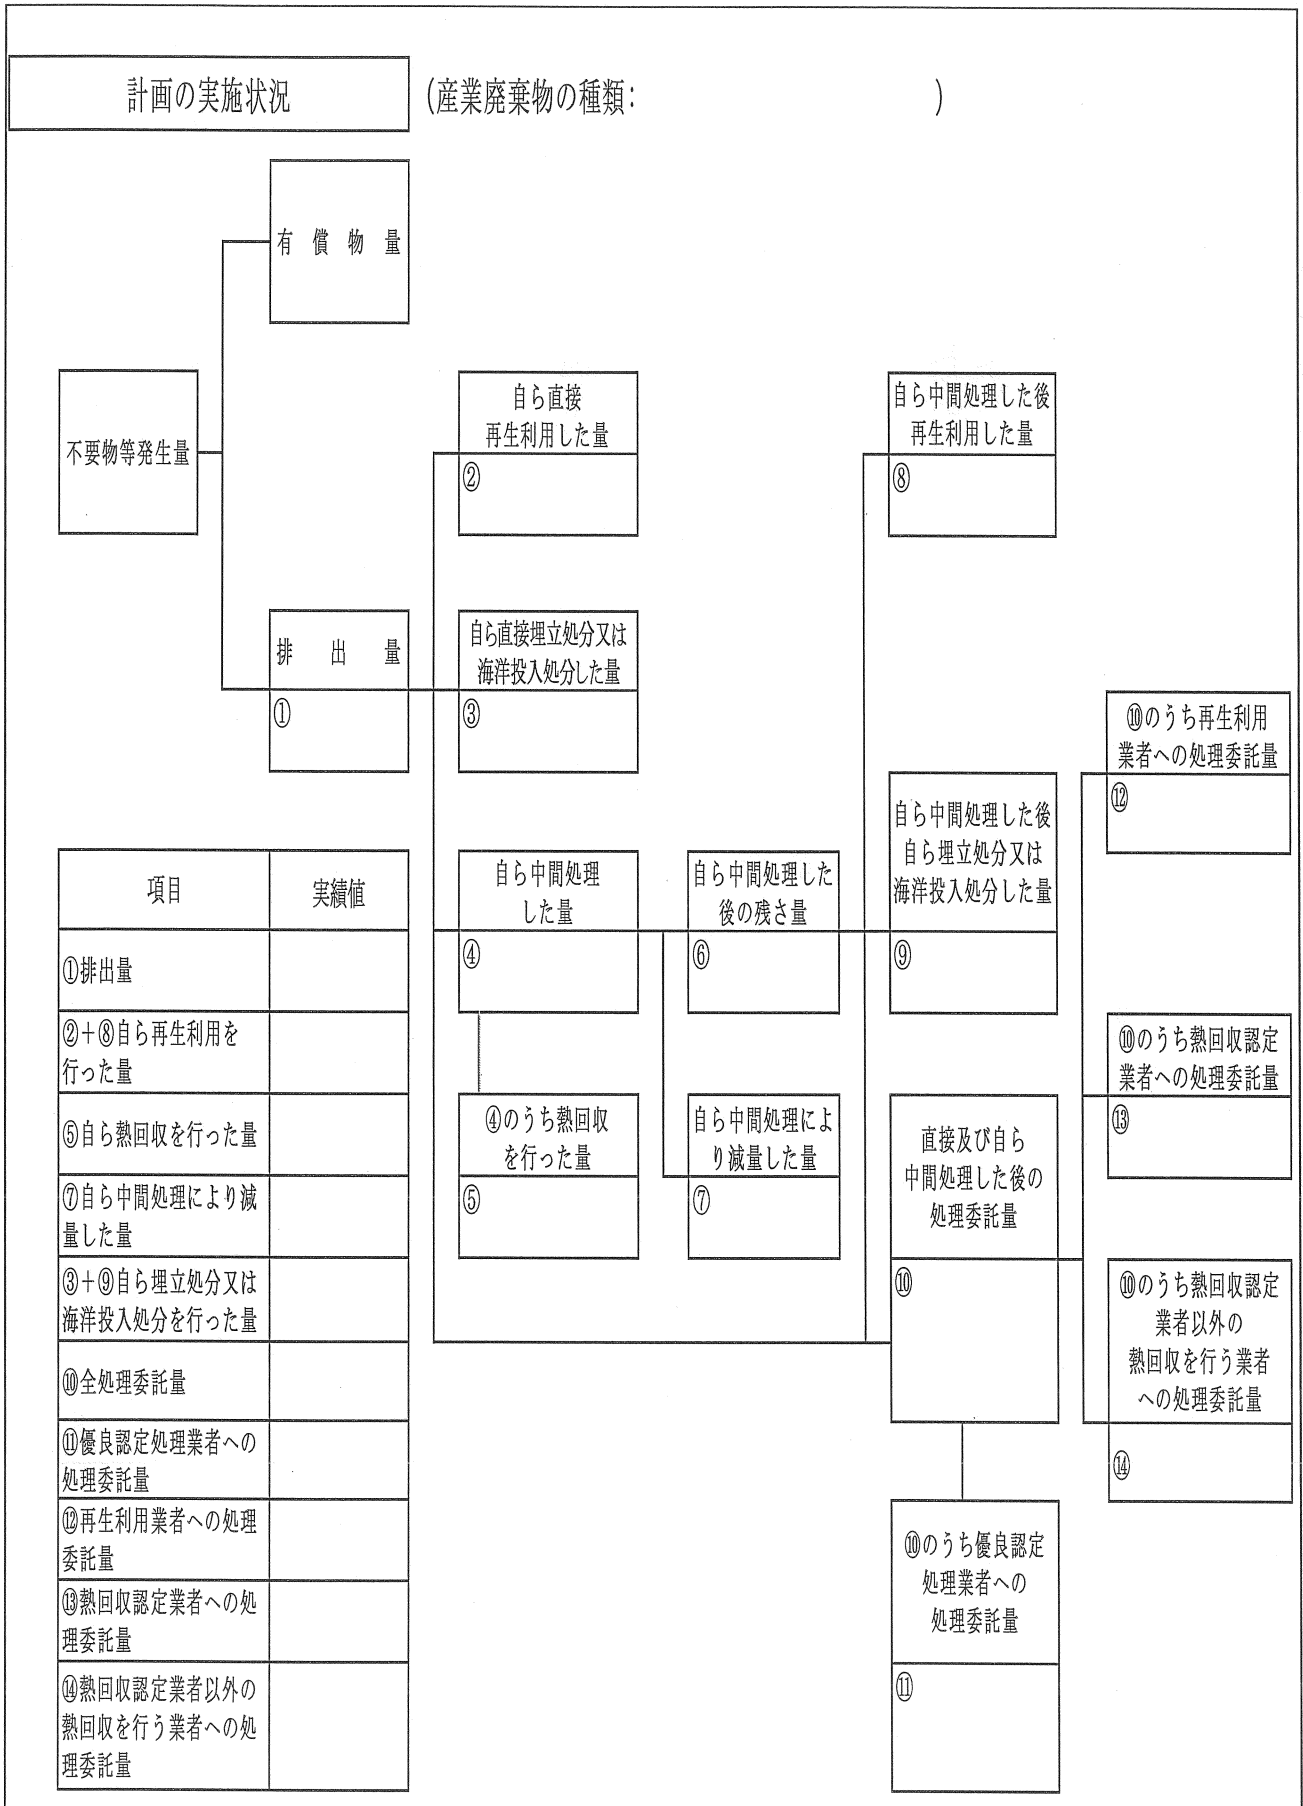 計画の実施状況
(産業廃棄物の種類: )
有償物量
不要物等発生量
自ら直接
再生利用した量
②
自ら中間処理した後
再生利用した量
⑧
排出量
①
自ら直接埋立処分又は
海洋投入処分した量
③
⑩のうち再生利用
業者への処理委託量
⑫
自ら中間処理した後
自ら埋立処分又は
海洋投入処分した量
⑨
自ら中間処理
した量
④
自ら中間処理した
後の残さ量
⑥
⑩のうち熱回収認定
業者への処理委託量
⑬
④のうち熱回収
を行った量
⑤
自ら中間処理によ
り減量した量
⑦
直接及び自ら
中間処理した後の
処理委託量
⑩
⑩のうち熱回収認定
業者以外の
熱回収を行う業者
への処理委託量
⑭
⑩のうち優良認定
処理業者への
処理委託量
⑪
項目 実績値
①排出量
②+⑧自ら再生利用を
行った量
⑤自ら熱回収を行った量
⑦自ら中間処理により減
量した量
③+⑨自ら埋立処分又は
海洋投入処分を行った量
⑩全処理委託量
⑪優良認定処理業者への
処理委託量
⑫再生利用業者への処理
委託量
⑬熱回収認定業者への処
理委託量
⑭熱回収認定業者以外の
熱回収を行う業者への処
理委託量